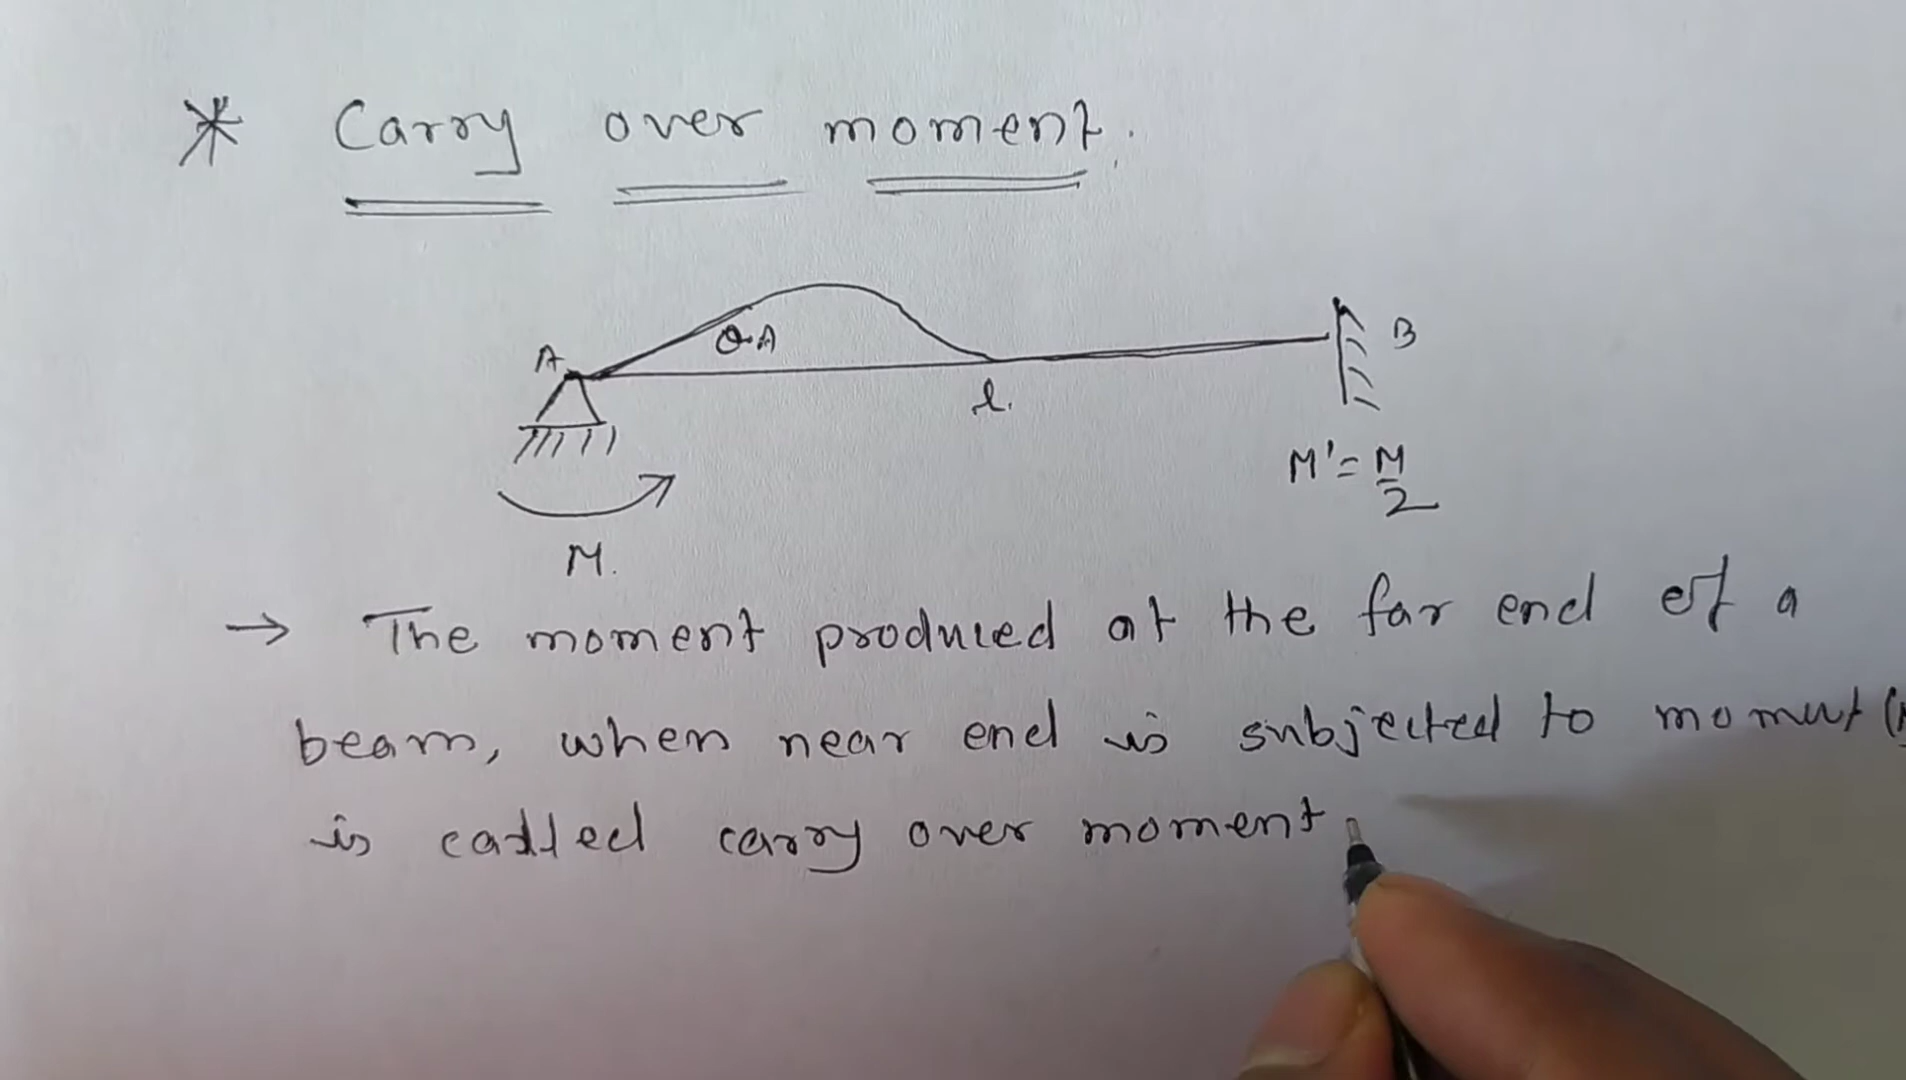 * Carry over moment.
A
θA
B
l.
M' = M/2
M.
→ The moment produced at the far end of a
beam, when near end is subjected to moment (
is called carry over moment